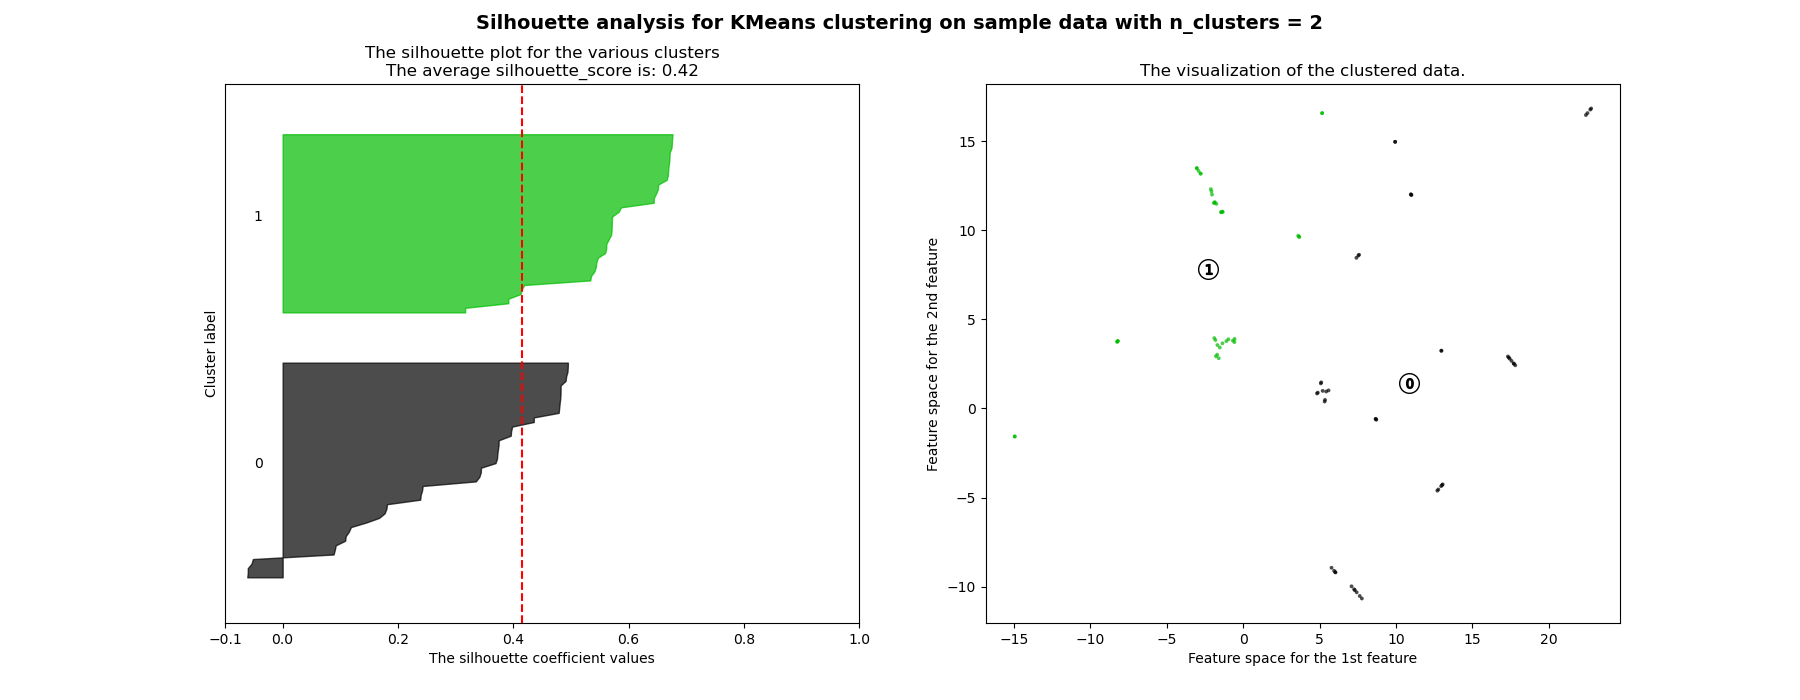 Silhouette analysis for KMeans clustering on sample data with n_clusters = 2
The silhouette plot for the various clusters
The average silhouette_score is: 0.42
Cluster label
1
0
−0.1 0.0 0.2 0.4 0.6 0.8 1.0
The silhouette coefficient values
The visualization of the clustered data.
Feature space for the 2nd feature
15
10
5
0
−5
−10
1
0
−15 −10 −5 0 5 10 15 20
Feature space for the 1st feature